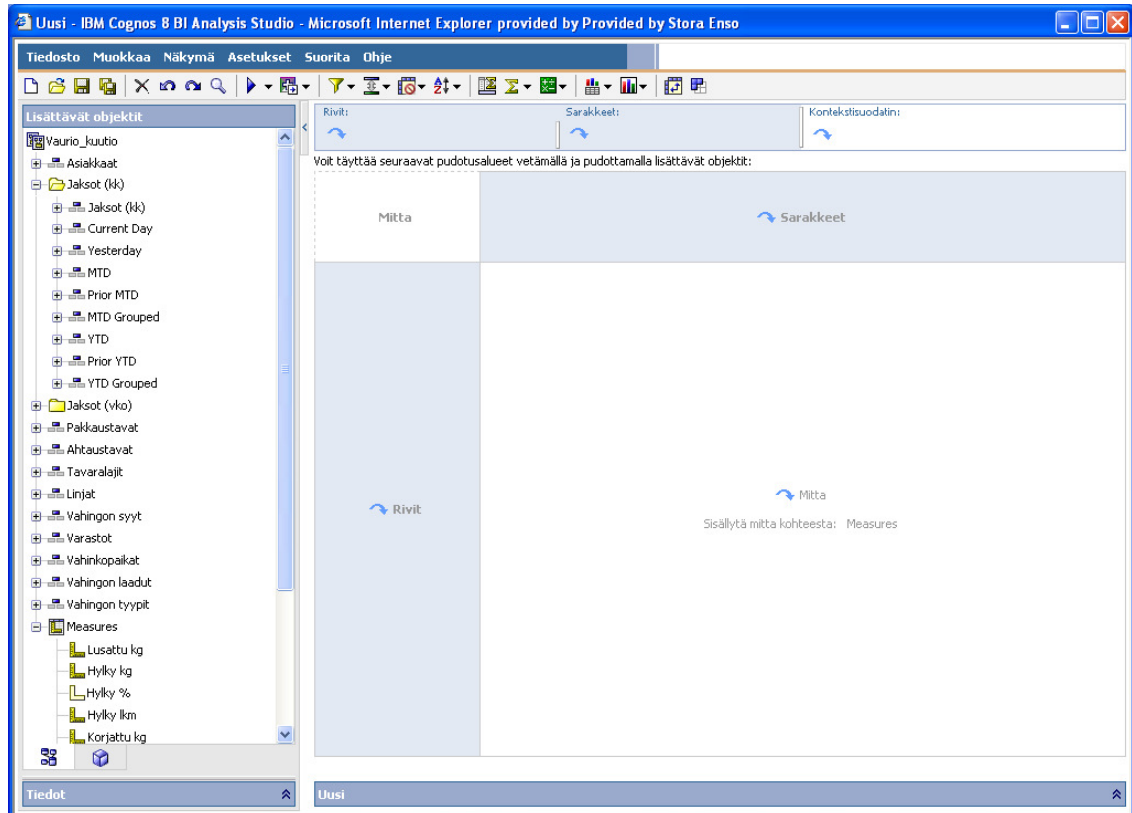 Uusi - IBM Cognos 8 BI Analysis Studio - Microsoft Internet Explorer provided by Provided by Stora Enso
Tiedosto Muokkaa Näkymä Asetukset Suorita Ohje
Lisättävät objektit
Vaurio_kuutio
Asiakkaat
Jaksot (kk)
Jaksot (kk)
Current Day
Yesterday
MTD
Prior MTD
MTD Grouped
YTD
Prior YTD
YTD Grouped
Jaksot (vko)
Pakkaustavat
Ahtaustavat
Tavaralajit
Linjat
Vahingon syyt
Varastot
Vahinkopaikat
Vahingon laadut
Vahingon tyypit
Measures
Lusattu kg
Hylky kg
Hylky %
Hylky lkm
Korjattu kg
Tiedot
Rivit: Sarakkeet: Kontekstisuodatin:
Voit täyttää seuraavat pudotusalueet vetämällä ja pudottamalla lisättävät objektit:
Mitta Sarakkeet
Rivit
Mitta
Sisällytä mitta kohteesta: Measures
Uusi